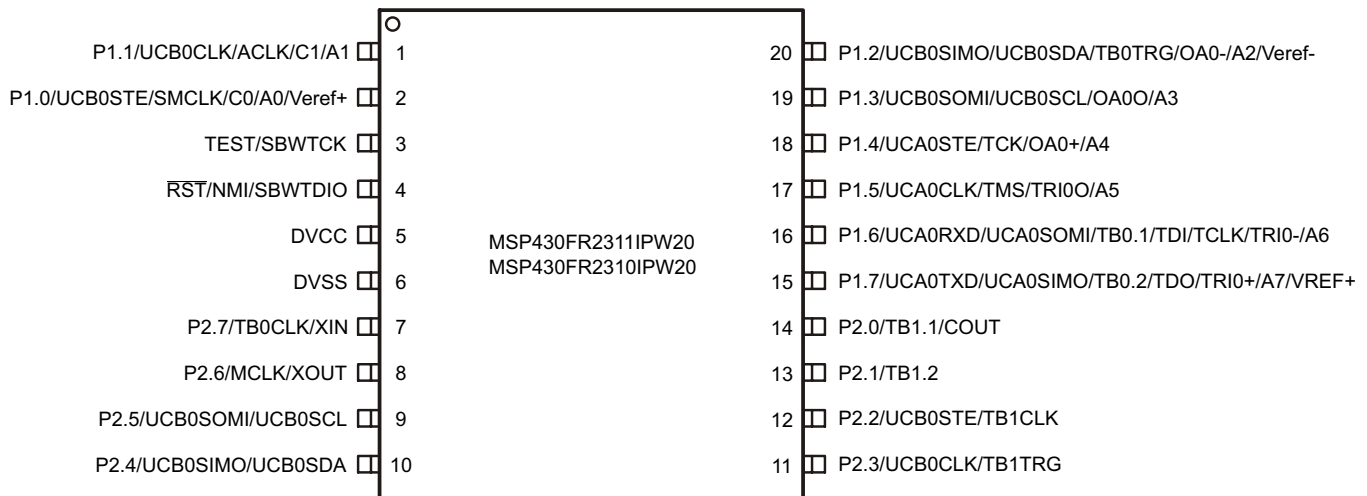 P1.1/UCB0CLK/ACLK/C1/A1 1
P1.0/UCB0STE/SMCLK/C0/A0/Veref+ 2
TEST/SBWTCK 3
RST/NMI/SBWTDIO 4
DVCC 5
DVSS 6
P2.7/TB0CLK/XIN 7
P2.6/MCLK/XOUT 8
P2.5/UCB0SOMI/UCB0SCL 9
P2.4/UCB0SIMO/UCB0SDA 10
MSP430FR2311IPW20
MSP430FR2310IPW20
20 P1.2/UCB0SIMO/UCB0SDA/TB0TRG/OA0-/A2/Veref-
19 P1.3/UCB0SOMI/UCB0SCL/OA0O/A3
18 P1.4/UCA0STE/TCK/OA0+/A4
17 P1.5/UCA0CLK/TMS/TRI0O/A5
16 P1.6/UCA0RXD/UCA0SOMI/TB0.1/TDI/TCLK/TRI0-/A6
15 P1.7/UCA0TXD/UCA0SIMO/TB0.2/TDO/TRI0+/A7/VREF+
14 P2.0/TB1.1/COUT
13 P2.1/TB1.2
12 P2.2/UCB0STE/TB1CLK
11 P2.3/UCB0CLK/TB1TRG